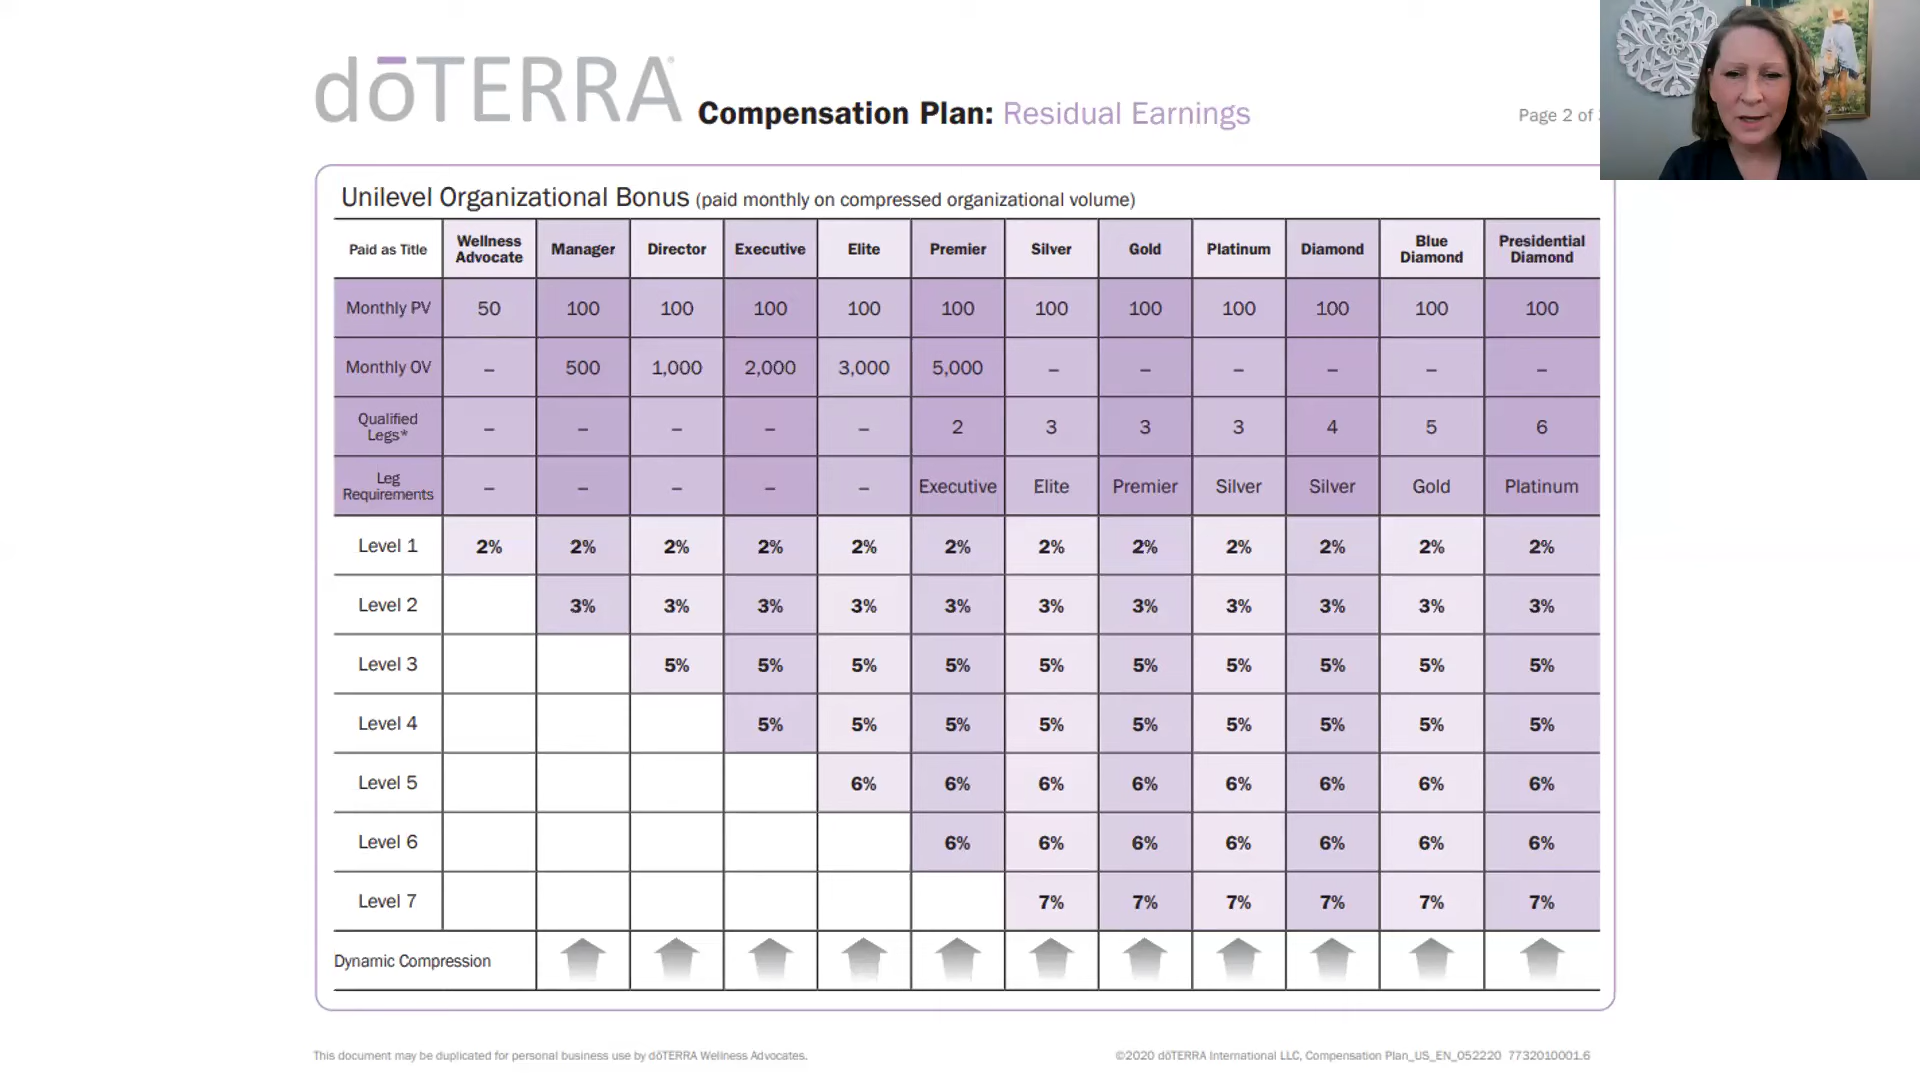 dōTERRA® Compensation Plan: Residual Earnings Page 2 of
Unilevel Organizational Bonus (paid monthly on compressed organizational volume)
Paid as Title Wellness Advocate Manager Director Executive Elite Premier Silver Gold Platinum Diamond Blue Diamond Presidential Diamond
Monthly PV 50 100 100 100 100 100 100 100 100 100 100 100
Monthly OV – 500 1,000 2,000 3,000 5,000 – – – – – –
Qualified Legs* – – – – – 2 3 3 3 4 5 6
Leg Requirements – – – – – Executive Elite Premier Silver Silver Gold Platinum
Level 1 2% 2% 2% 2% 2% 2% 2% 2% 2% 2% 2% 2%
Level 2 3% 3% 3% 3% 3% 3% 3% 3% 3% 3% 3%
Level 3 5% 5% 5% 5% 5% 5% 5% 5% 5% 5%
Level 4 5% 5% 5% 5% 5% 5% 5% 5% 5%
Level 5 6% 6% 6% 6% 6% 6% 6% 6%
Level 6 6% 6% 6% 6% 6% 6% 6%
Level 7 7% 7% 7% 7% 7% 7%
Dynamic Compression
This document may be duplicated for personal business use by dōTERRA Wellness Advocates. ©2020 dōTERRA International LLC, Compensation Plan_US_EN_052220 7732010001.6